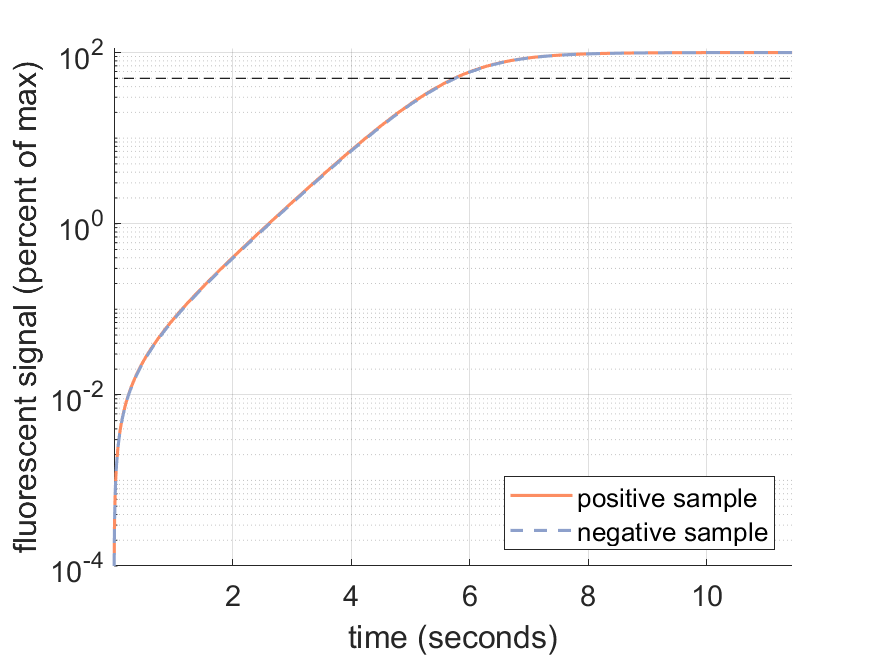 fluorescent signal (percent of max)
10^2
10^0
10^-2
10^-4
positive sample
negative sample
2 4 6 8 10
time (seconds)